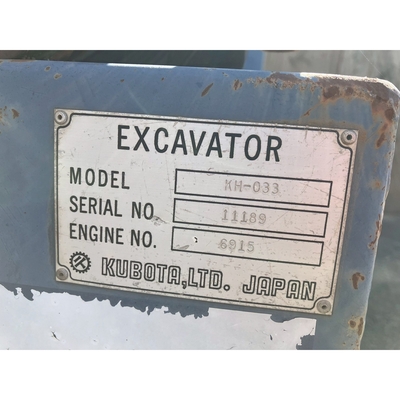 EXCAVATOR
MODEL KH-033
SERIAL NO. 11189
ENGINE NO. 6915
KUBOTA,LTD. JAPAN